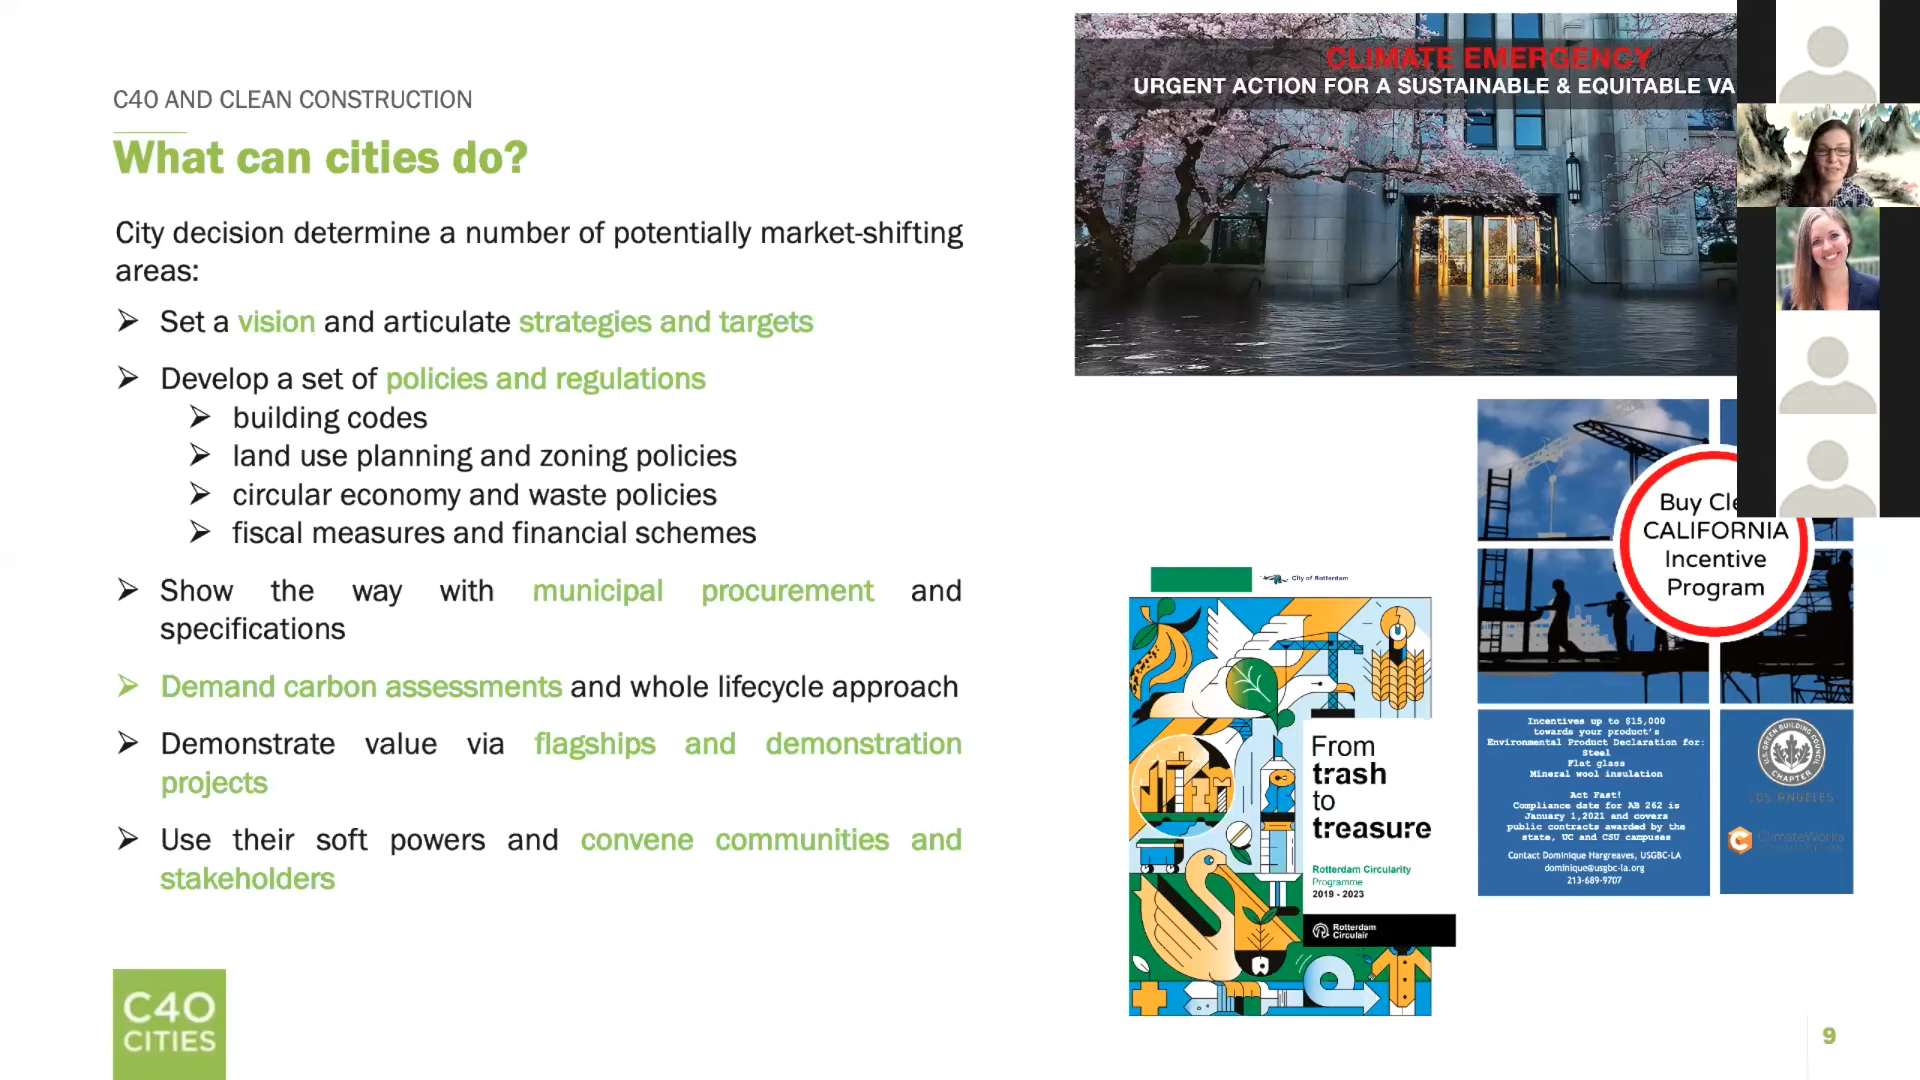 C40 AND CLEAN CONSTRUCTION
What can cities do?
City decision determine a number of potentially market-shifting
areas:
Set a vision and articulate strategies and targets
Develop a set of policies and regulations
building codes
land use planning and zoning policies
circular economy and waste policies
fiscal measures and financial schemes
Show the way with municipal procurement and
specifications
Demand carbon assessments and whole lifecycle approach
Demonstrate value via flagships and demonstration
projects
Use their soft powers and convene communities and
stakeholders
C40
CITIES
CLIMATE EMERGENCY
URGENT ACTION FOR A SUSTAINABLE & EQUITABLE VA
City of Rotterdam
From
trash
to
treasure
Rotterdam Circularity
Programme
2019 - 2023
Rotterdam
Circulair
Buy Cle
CALIFORNIA
Incentive
Program
Incentives up to $15,000
towards your product's
Environmental Product Declaration for:
Steel
Flat glass
Mineral wool insulation
Act Fast!
Compliance date for AB 262 is
January 1,2021 and covers
public contracts awarded by the
state, UC and CSU campuses
Contact Dominique Hargreaves, USGBC-LA
dominique@usgbc-la.org
213-689-9707
U.S. GREEN BUILDING COUNCIL
CHAPTER
LOS ANGELES
ClimateWorks
9